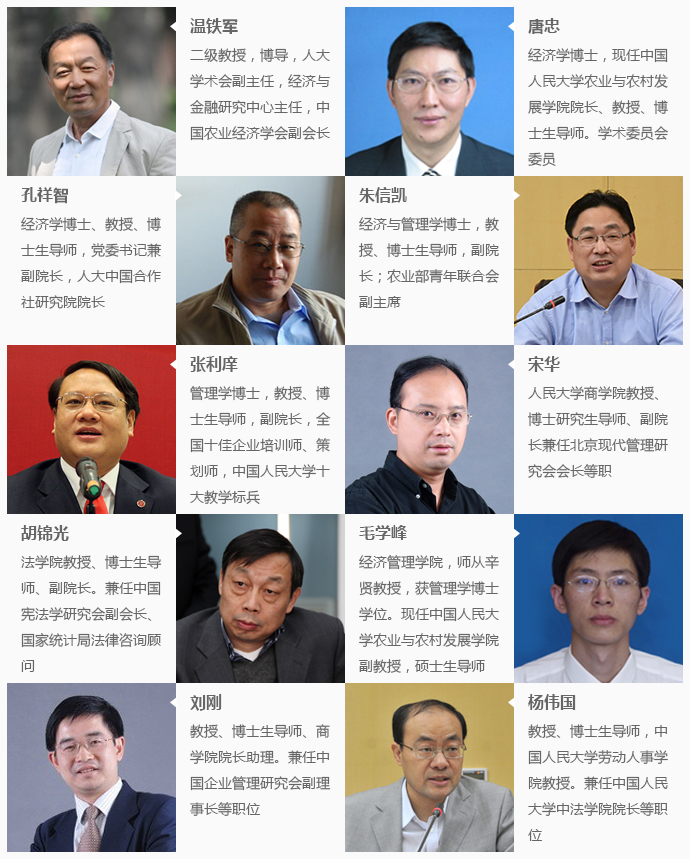 温铁军
二级教授，博导，人大
学术会副主任，经济与
金融研究中心主任，中
国农业经济学会副会长
唐忠
经济学博士，现任中国
人民大学农业与农村发
展学院院长、教授、博
士生导师。学术委员会
委员
孔祥智
经济学博士、教授、博
士生导师，党委书记兼
副院长，人大中国合作
社研究院院长
朱信凯
经济与管理学博士，教
授、博士生导师，副院
长；农业部青年联合会
副主席
张利庠
管理学博士，教授、博
士生导师，副院长，全
国十佳企业培训师、策
划师，中国人民大学十
大教学标兵
宋华
人民大学商学院教授、
博士研究生导师、副院
长兼任北京现代管理研
究会会长等职
胡锦光
法学院教授、博士生导
师、副院长。兼任中国
宪法学研究会副会长、
国家统计局法律咨询顾
问
毛学峰
经济管理学院，师从辛
贤教授，获管理学博士
学位。现任中国人民大
学农业与农村发展学院
副教授，硕士生导师
刘刚
教授、博士生导师、商
学院院长助理。兼任中
国企业管理研究会副理
事长等职位
杨伟国
教授、博士生导师，中
国人民大学劳动人事学
院教授。兼任中国人民
大学中法学院院长等职
位